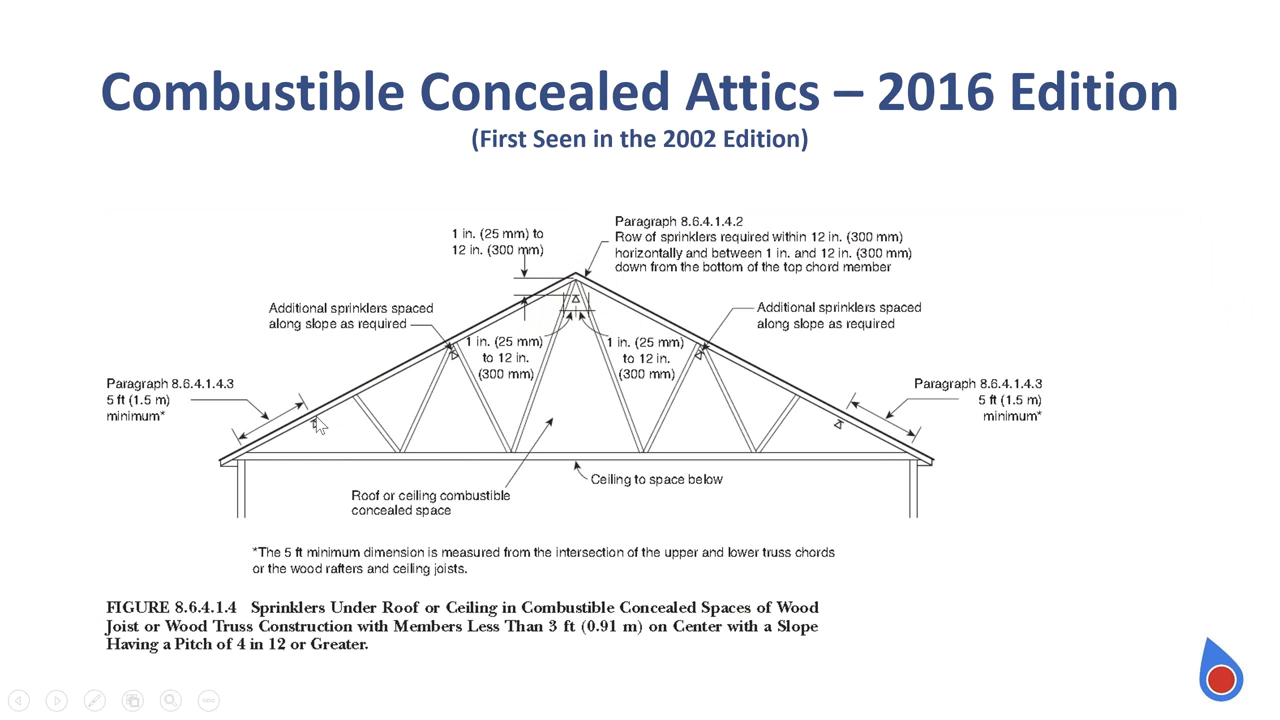 Combustible Concealed Attics – 2016 Edition
(First Seen in the 2002 Edition)
1 in. (25 mm) to
12 in. (300 mm)
Paragraph 8.6.4.1.4.2
Row of sprinklers required within 12 in. (300 mm)
horizontally and between 1 in. and 12 in. (300 mm)
down from the bottom of the top chord member
Additional sprinklers spaced
along slope as required
Additional sprinklers spaced
along slope as required
1 in. (25 mm)
to 12 in.
(300 mm)
1 in. (25 mm)
to 12 in.
(300 mm)
Paragraph 8.6.4.1.4.3
5 ft (1.5 m)
minimum*
Paragraph 8.6.4.1.4.3
5 ft (1.5 m)
minimum*
Ceiling to space below
Roof or ceiling combustible
concealed space
*The 5 ft minimum dimension is measured from the intersection of the upper and lower truss chords
or the wood rafters and ceiling joists.
FIGURE 8.6.4.1.4 Sprinklers Under Roof or Ceiling in Combustible Concealed Spaces of Wood
Joist or Wood Truss Construction with Members Less Than 3 ft (0.91 m) on Center with a Slope
Having a Pitch of 4 in 12 or Greater.